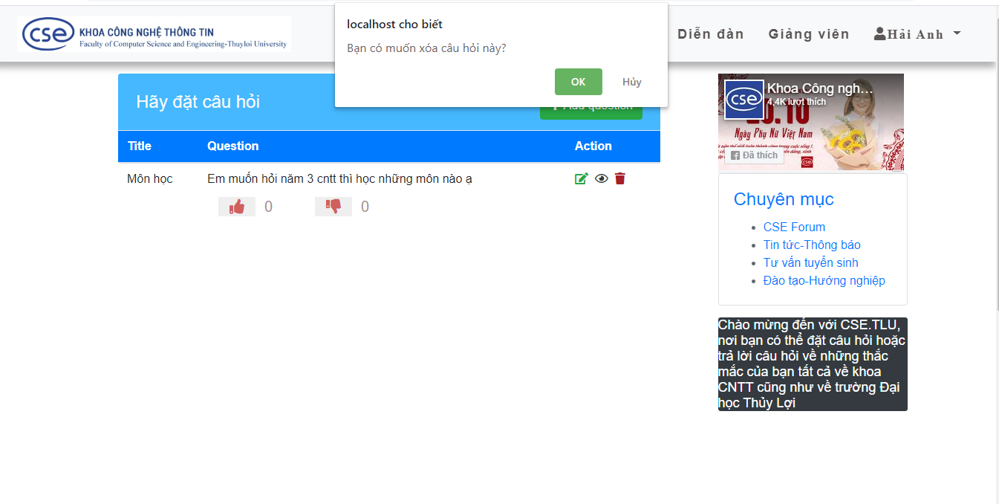 localhost cho biết
Bạn có muốn xóa câu hỏi này?
OK Hủy
cse KHOA CÔNG NGHỆ THÔNG TIN
Faculty of Computer Science and Engineering-Thuyloi University
Diễn đàn Giảng viên Hải Anh
Hãy đặt câu hỏi
Add question
Title Question Action
Môn học Em muốn hỏi năm 3 cntt thì học những môn nào ạ
0 0
cse Khoa Công ngh...
4,4K lượt thích
20.10
Ngày Phụ Nữ Việt Nam
Đã thích
cse
Chuyên mục
CSE Forum
Tin tức-Thông báo
Tư vấn tuyển sinh
Đào tạo-Hướng nghiệp
Chào mừng đến với CSE.TLU,
nơi bạn có thể đặt câu hỏi hoặc
trả lời câu hỏi về những thắc
mắc của bạn tất cả về khoa
CNTT cũng như về trường Đại
học Thủy Lợi